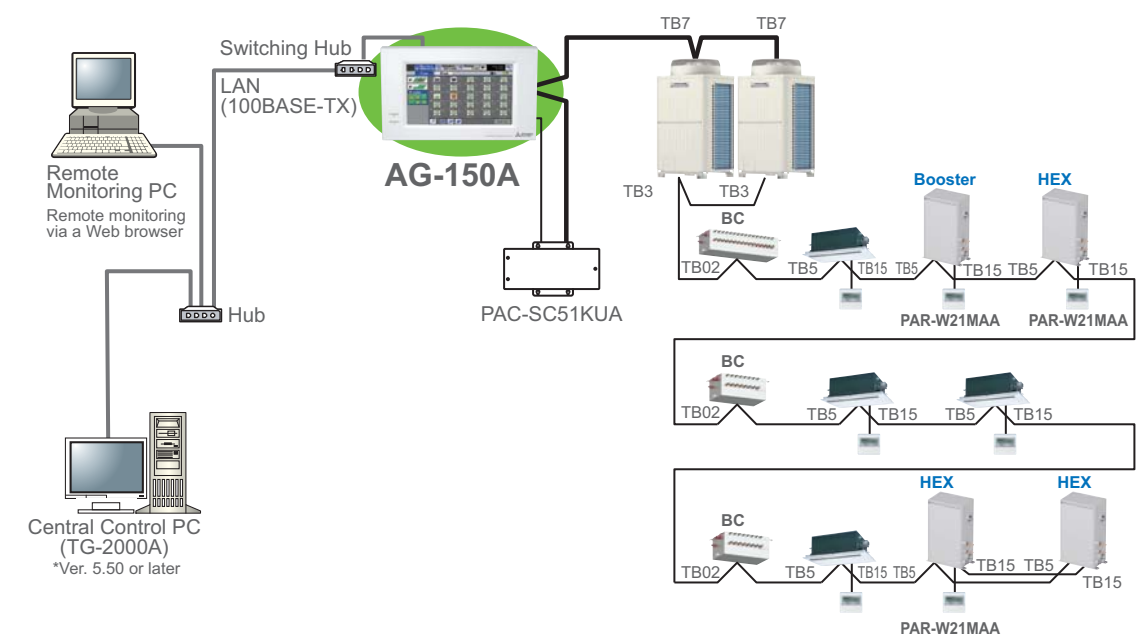 TB7
TB7
Switching Hub
LAN
(100BASE-TX)
AG-150A
Remote
Monitoring PC
Remote monitoring
via a Web browser
TB3
TB3
Booster
HEX
BC
TB02
TB5
TB15
TB5
TB15
TB5
TB15
PAR-W21MAA
PAR-W21MAA
PAC-SC51KUA
Hub
BC
TB02
TB5
TB15
TB5
TB15
HEX
HEX
BC
TB02
TB5
TB15
TB5
TB15
TB5
TB15
PAR-W21MAA
Central Control PC
(TG-2000A)
*Ver. 5.50 or later